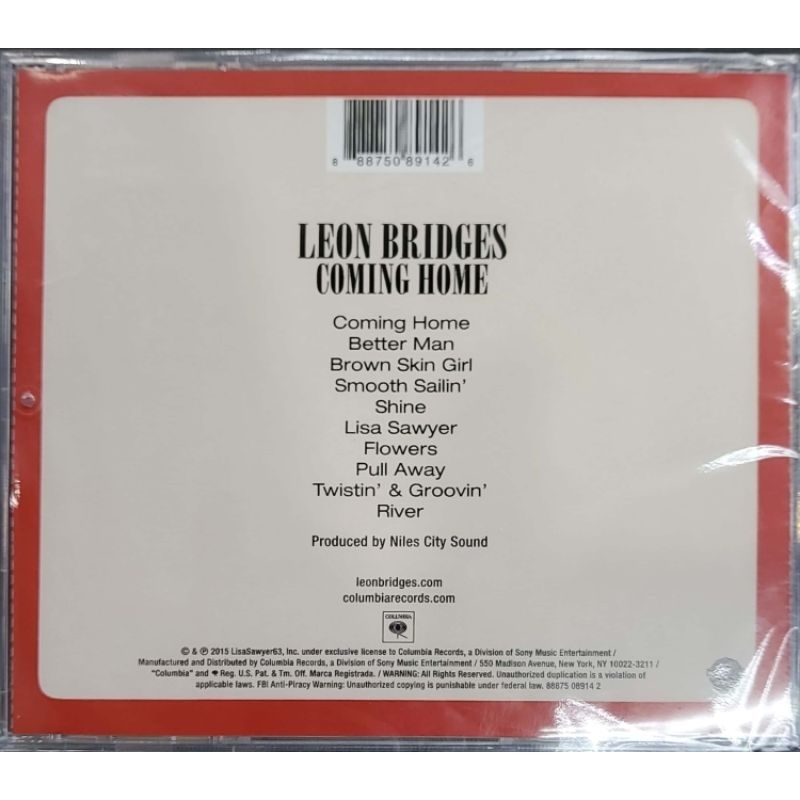 8 88750 89142 6
LEON BRIDGES
COMING HOME
Coming Home
Better Man
Brown Skin Girl
Smooth Sailin'
Shine
Lisa Sawyer
Flowers
Pull Away
Twistin' & Groovin'
River
Produced by Niles City Sound
leonbridges.com
columbiarecords.com
COLUMBIA
© & ℗ 2015 LisaSawyer63, Inc. under exclusive license to Columbia Records, a Division of Sony Music Entertainment /
Manufactured and Distributed by Columbia Records, a Division of Sony Music Entertainment / 550 Madison Avenue, New York, NY 10022-3211 /
"Columbia" and Reg. U.S. Pat. & Tm. Off. Marca Registrada. / WARNING: All Rights Reserved. Unauthorized duplication is a violation of
applicable laws. FBI Anti-Piracy Warning: Unauthorized copying is punishable under federal law. 88875 08914 2